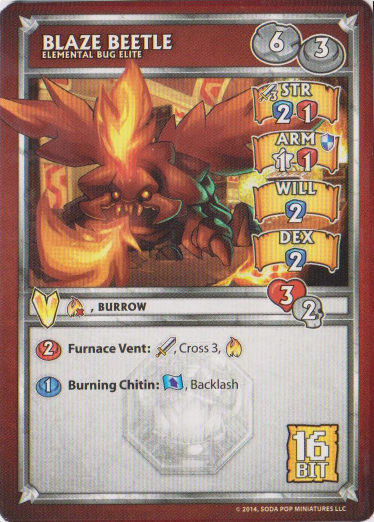 BLAZE BEETLE
ELEMENTAL BUG ELITE
6 3
STR
2 1
ARM
1 1
WILL
2
DEX
2
3
2
, BURROW
2 Furnace Vent: , Cross 3,
1 Burning Chitin: , Backlash
16
BIT
© 2014, SODA POP MINIATURES LLC